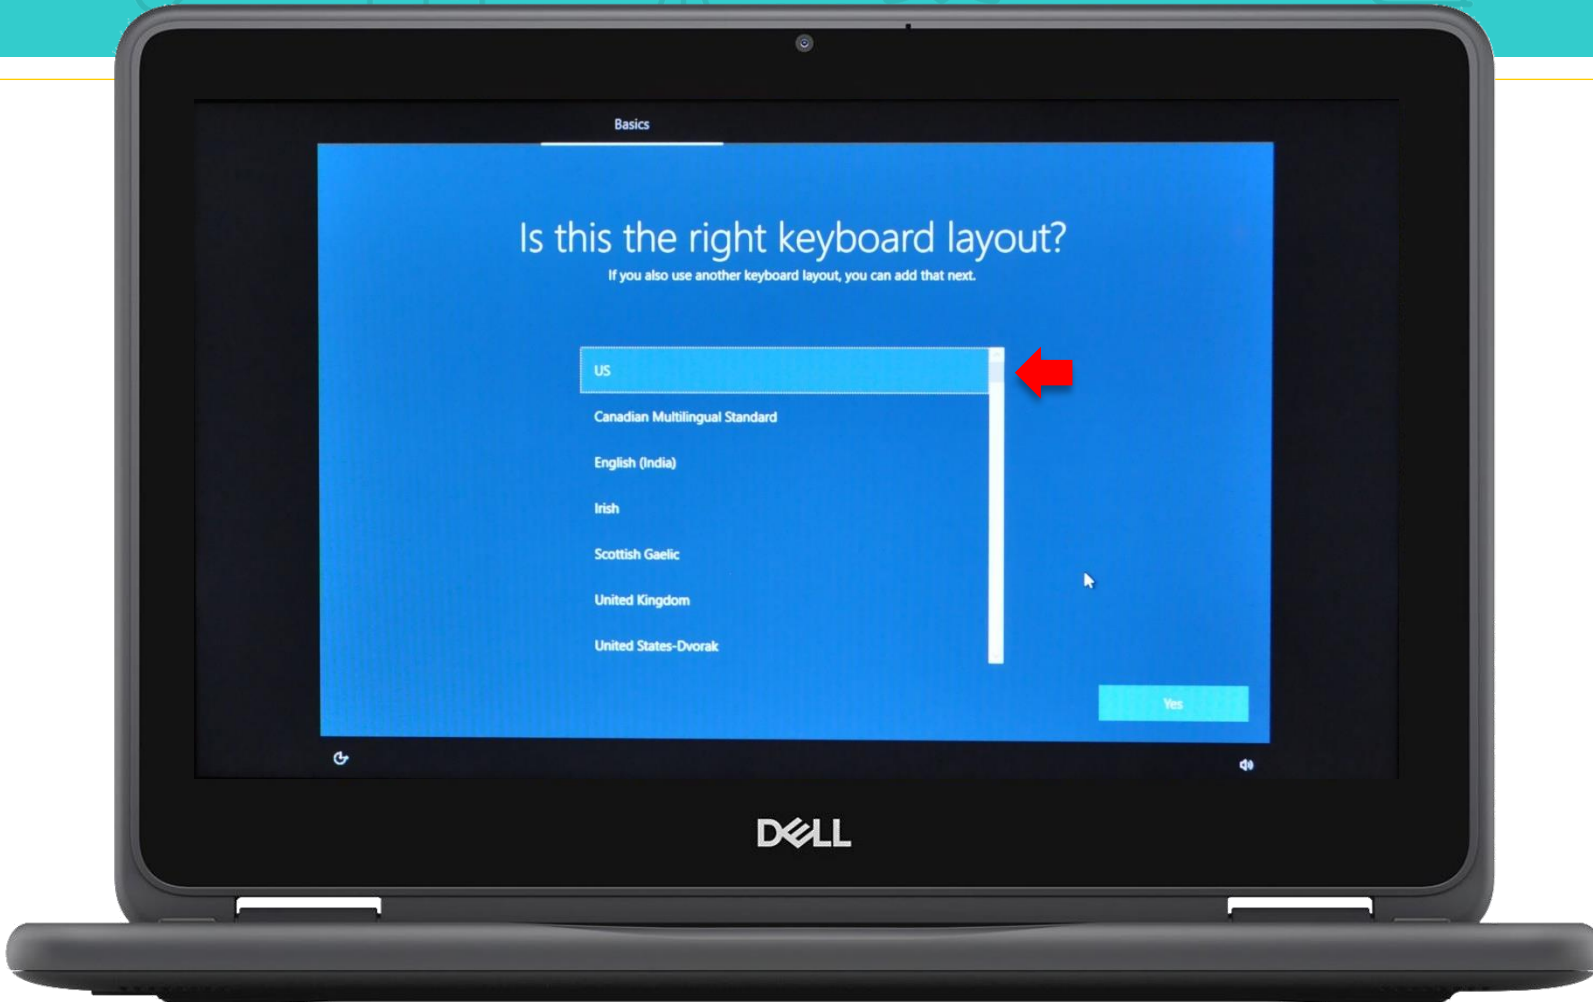 Basics
Is this the right keyboard layout?
If you also use another keyboard layout, you can add that next.
US
Canadian Multilingual Standard
English (India)
Irish
Scottish Gaelic
United Kingdom
United States-Dvorak
Yes
DELL